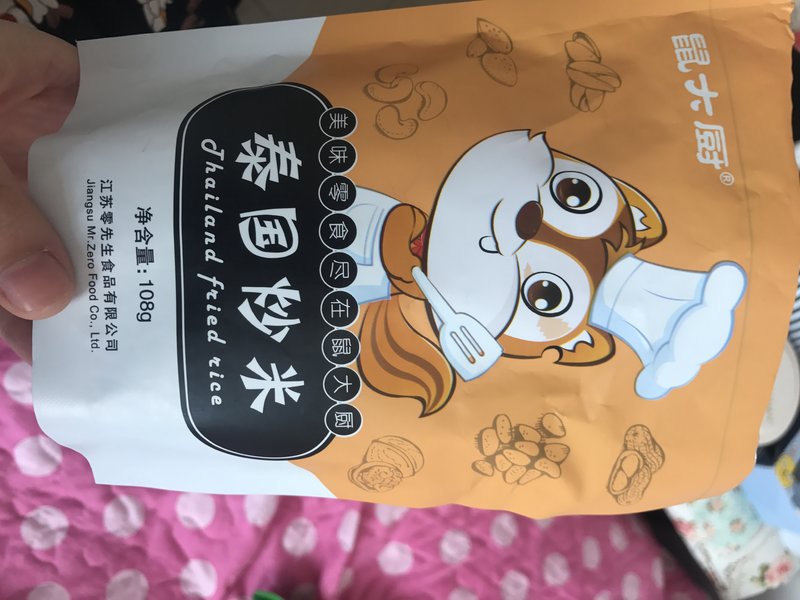 鼠大厨®
美味零食尽在鼠大厨
泰国炒米
Thailand fried rice
净含量:108g
江苏零先生食品有限公司
Jiangsu Mr.Zero Food Co., Ltd.